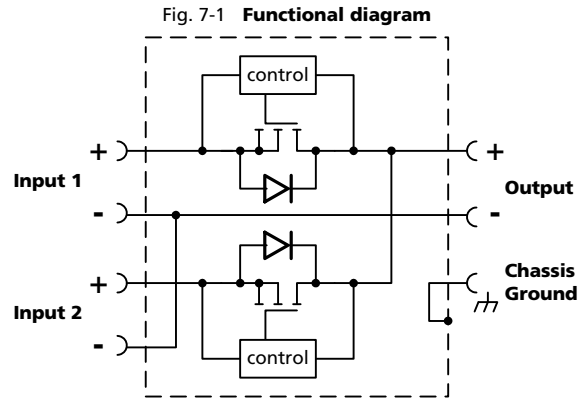 Fig. 7-1 Functional diagram
control
+
+
Input 1
Output
-
-
+
Chassis
Ground
Input 2
-
control